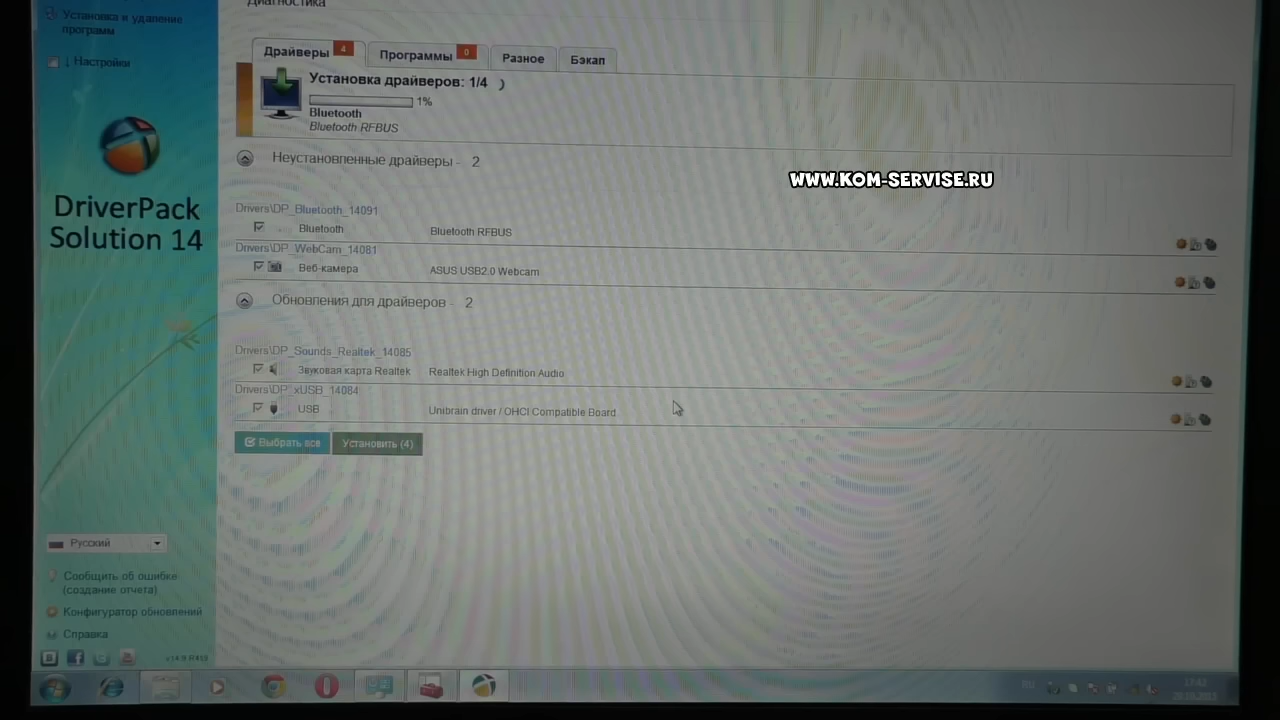 Диагностика
Установка и удаление
программ
↓ Настройки
DriverPack
Solution 14
Драйверы 4
Программы 0
Разное
Бэкап
Установка драйверов: 1/4
1%
Bluetooth
Bluetooth RFBUS
Неустановленные драйверы - 2
WWW.KOM-SERVISE.RU
Drivers\DP_Bluetooth_14091
Bluetooth Bluetooth RFBUS
Drivers\DP_WebCam_14081
Веб-камера ASUS USB2.0 Webcam
Обновления для драйверов - 2
Drivers\DP_Sounds_Realtek_14085
Звуковая карта Realtek Realtek High Definition Audio
Drivers\DP_xUSB_14084
USB Unibrain driver / OHCI Compatible Board
Выбрать все
Установить (4)
Русский
Сообщить об ошибке
(создание отчета)
Конфигуратор обновлений
Справка
RU